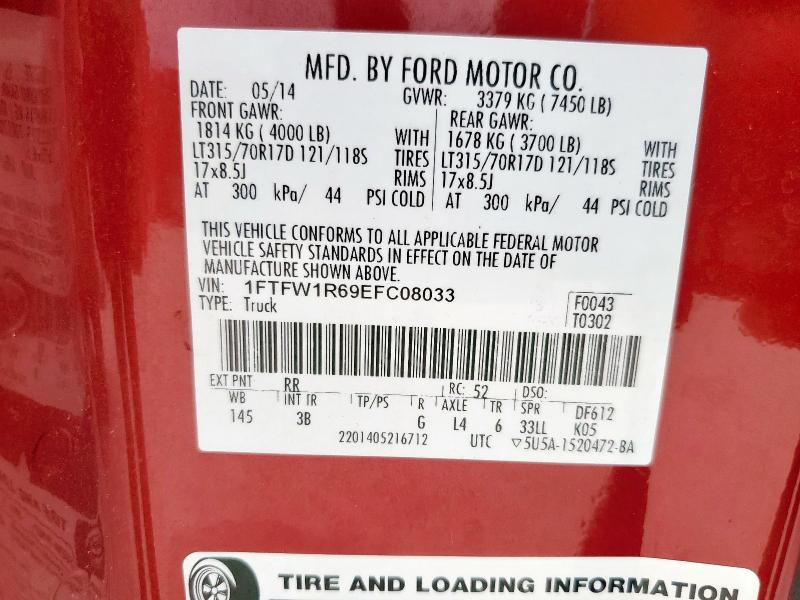 MFD. BY FORD MOTOR CO.
DATE: 05/14 GVWR: 3379 KG ( 7450 LB)
FRONT GAWR: REAR GAWR:
1814 KG ( 4000 LB) WITH 1678 KG ( 3700 LB) WITH
LT315/70R17D 121/118S TIRES LT315/70R17D 121/118S TIRES
17x8.5J RIMS 17x8.5J RIMS
AT 300 kPa/ 44 PSI COLD AT 300 kPa/ 44 PSI COLD
THIS VEHICLE CONFORMS TO ALL APPLICABLE FEDERAL MOTOR
VEHICLE SAFETY STANDARDS IN EFFECT ON THE DATE OF
MANUFACTURE SHOWN ABOVE.
VIN: 1FTFW1R69EFC08033
TYPE: Truck
F0043
T0302
EXT PNT RR RC: 52 DSO:
WB INT TR TP/PS R AXLE TR SPR DF612
145 3B G L4 6 33LL K05
2201405216712 UTC ▽5U5A-1520472-BA
TIRE AND LOADING INFORMATION